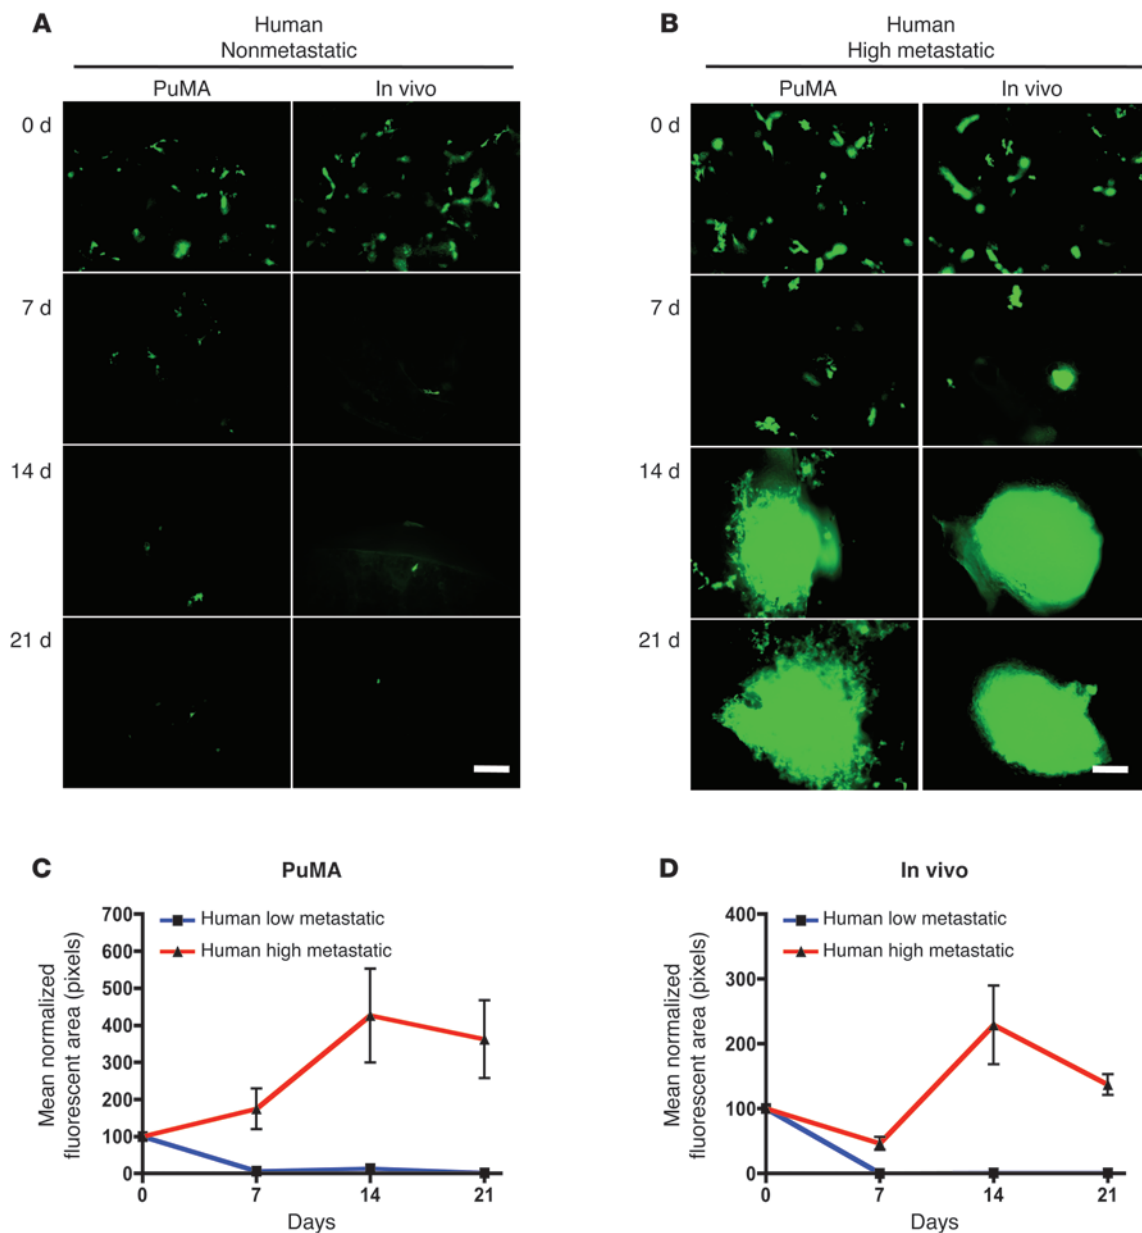 A
Human
Nonmetastatic
PuMA
In vivo
0 d
7 d
14 d
21 d
B
Human
High metastatic
PuMA
In vivo
0 d
7 d
14 d
21 d
C
PuMA
Human low metastatic
Human high metastatic
Mean normalized
fluorescent area (pixels)
700
600
500
400
300
200
100
0
0 7 14 21
Days
D
In vivo
Human low metastatic
Human high metastatic
Mean normalized
fluorescent area (pixels)
400
300
200
100
0
0 7 14 21
Days